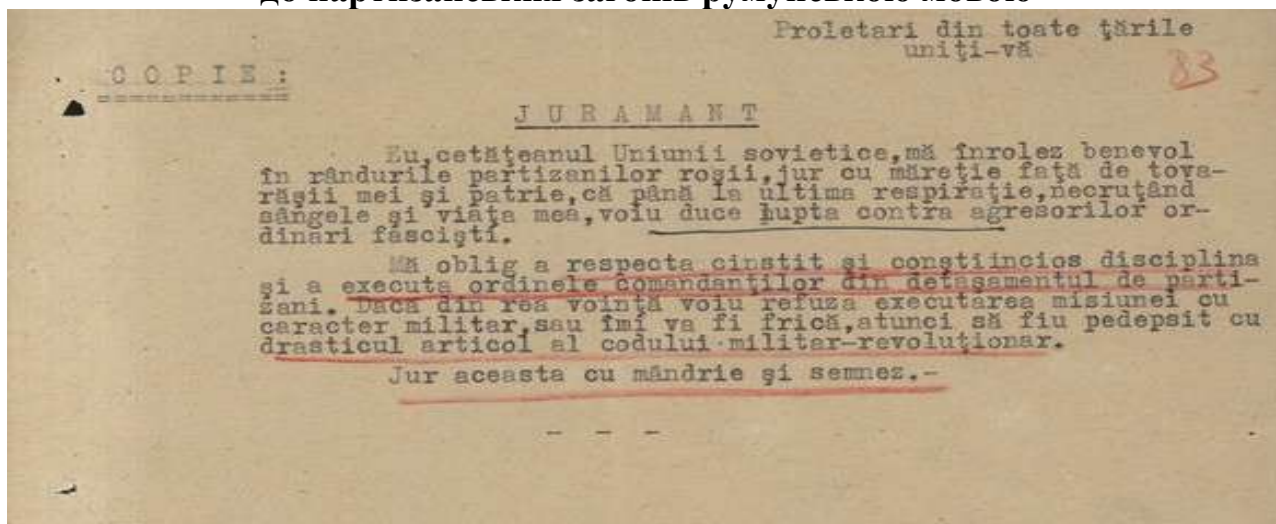 до партизанських загонів румунською мовою
Proletari din toate ţările
uniţi-vă
83
COPIE:
JURAMANT
Eu,cetăţeanul Uniunii sovietice,mă înrolez benevol
în rândurile partizanilor roşii,jur cu măreţie faţă de tova-
răşii mei şi patrie,că până la ultima respiraţie,necruţând
sângele şi viaţa mea,voiu duce lupta contra agresorilor or-
dinari fascişti.
Mă oblig a respecta cinstit şi conştiincios disciplina
şi a executa ordinele comandanţilor din detaşamentul de parti-
zani. Dacă din rea voinţă voiu refuza executarea misiunei cu
caracter militar,sau îmi va fi frică,atunci să fiu pedepsit cu
drasticul articol al codului militar-revoluţionar.
Jur aceasta cu mândrie şi semnez.-
- - -